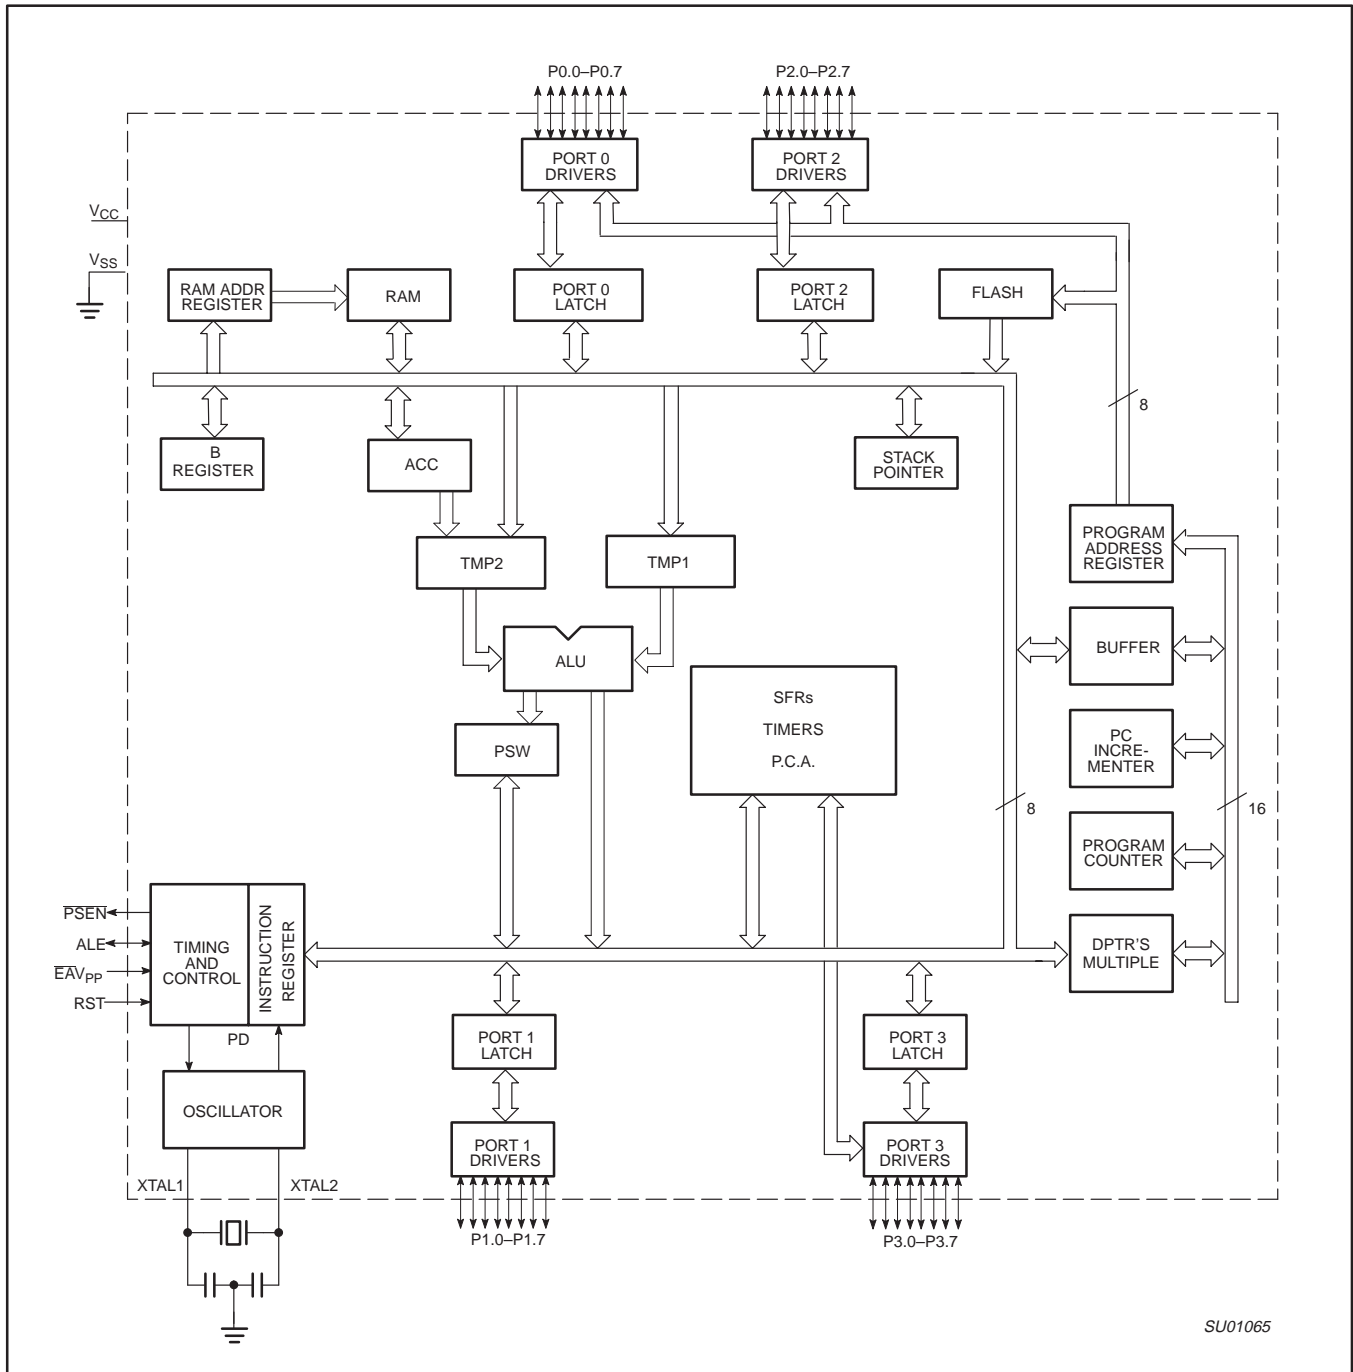 P0.0–P0.7
P2.0–P2.7
PORT 0
DRIVERS
PORT 2
DRIVERS
VCC
VSS
RAM ADDR
REGISTER
RAM
PORT 0
LATCH
PORT 2
LATCH
FLASH
8
B
REGISTER
ACC
STACK
POINTER
PROGRAM
ADDRESS
REGISTER
TMP2
TMP1
ALU
BUFFER
SFRs
TIMERS
P.C.A.
PSW
PC
INCRE-
MENTER
8
16
PROGRAM
COUNTER
PSEN
ALE
EAVPP
RST
TIMING
AND
CONTROL
INSTRUCTION
REGISTER
DPTR'S
MULTIPLE
PD
PORT 1
LATCH
PORT 3
LATCH
OSCILLATOR
PORT 1
DRIVERS
PORT 3
DRIVERS
XTAL1
XTAL2
P1.0–P1.7
P3.0–P3.7
SU01065